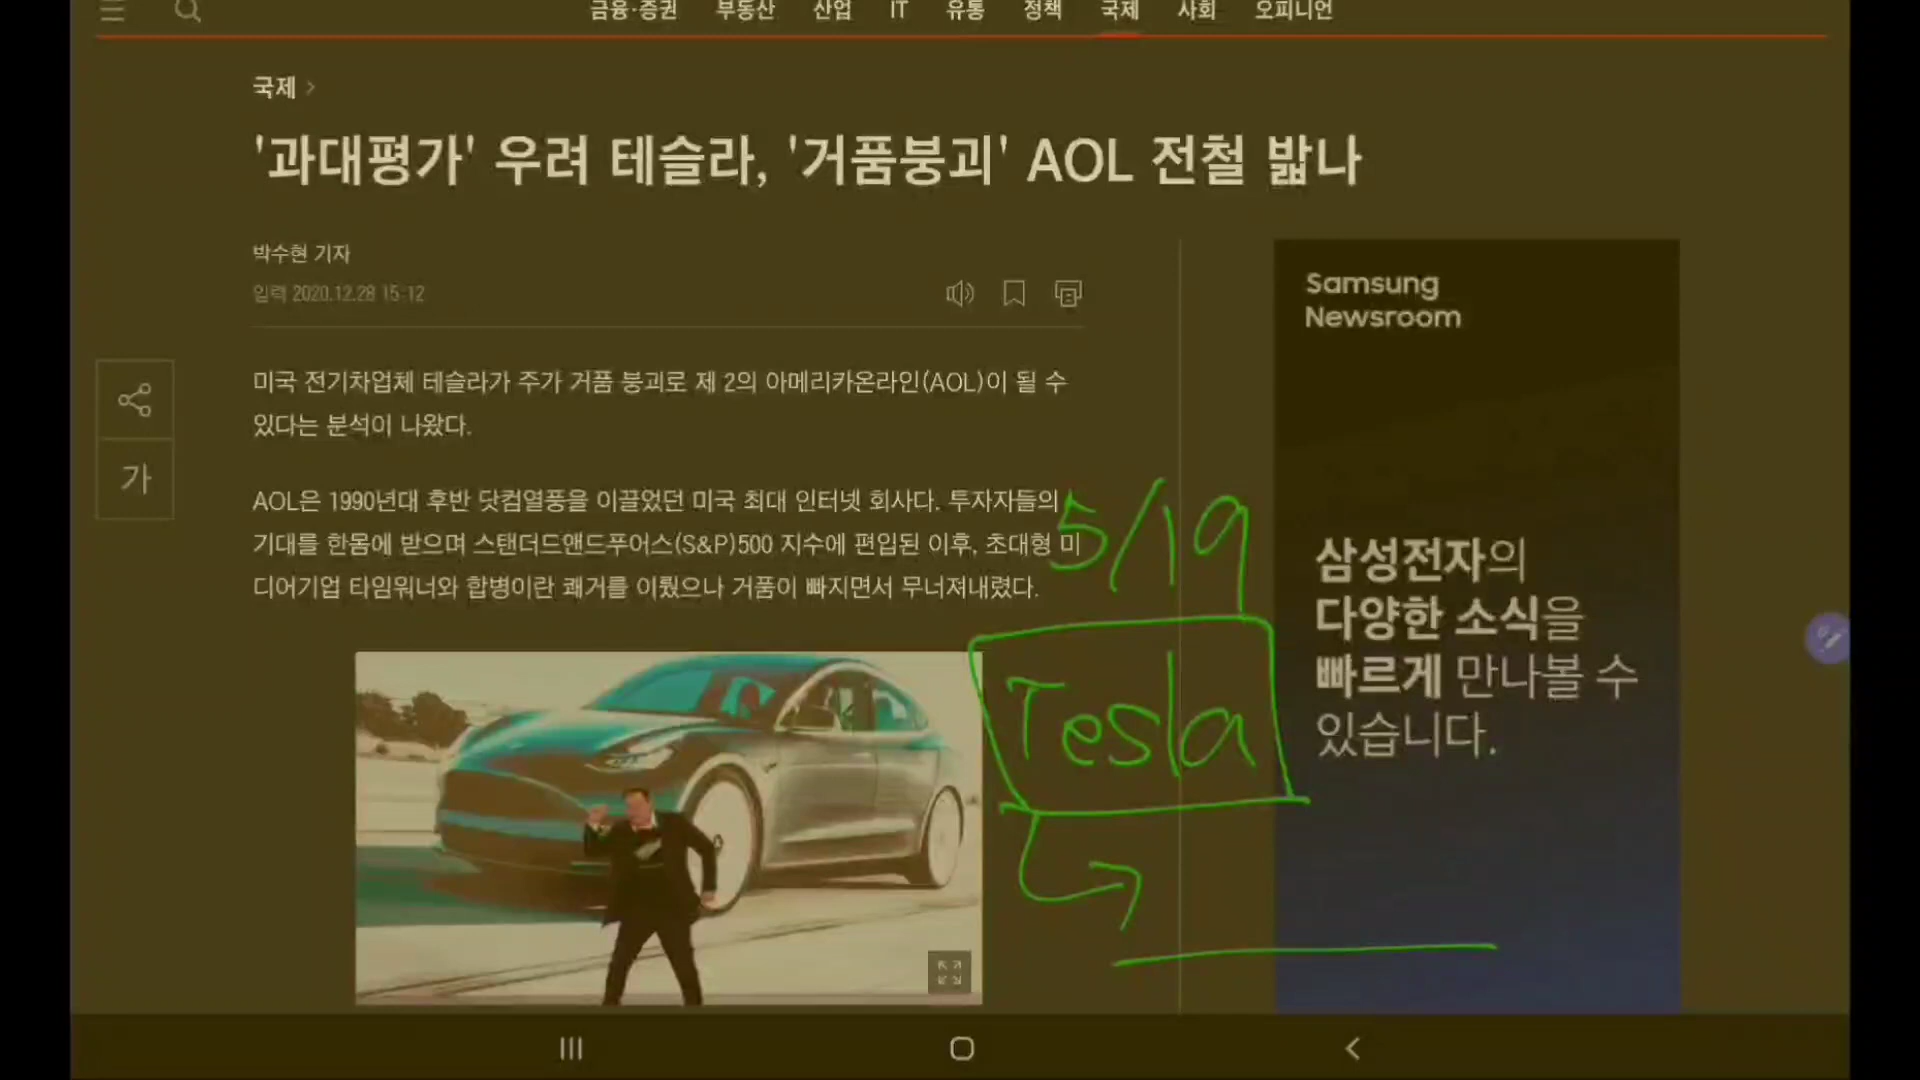 금융·증권 부동산 산업 IT 유통 정책 국제 사회 오피니언
국제 >
'과대평가' 우려 테슬라, '거품붕괴' AOL 전철 밟나
박수현 기자
입력 2020.12.28 15:12
가
미국 전기차업체 테슬라가 주가 거품 붕괴로 제 2의 아메리카온라인(AOL)이 될 수
있다는 분석이 나왔다.
AOL은 1990년대 후반 닷컴열풍을 이끌었던 미국 최대 인터넷 회사다. 투자자들의
기대를 한몸에 받으며 스탠더드앤드푸어스(S&P)500 지수에 편입된 이후, 초대형 미
디어기업 타임워너와 합병이란 쾌거를 이뤘으나 거품이 빠지면서 무너져내렸다.
5/19
Tesla
Samsung
Newsroom
삼성전자의
다양한 소식을
빠르게 만나볼 수
있습니다.